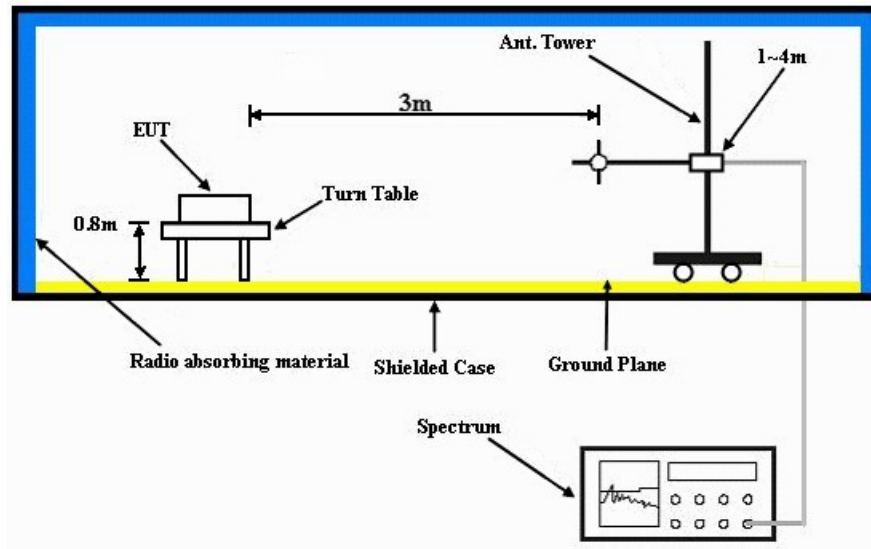 Ant. Tower
1~4m
3m
EUT
Turn Table
0.8m
Radio absorbing material
Shielded Case
Ground Plane
Spectrum